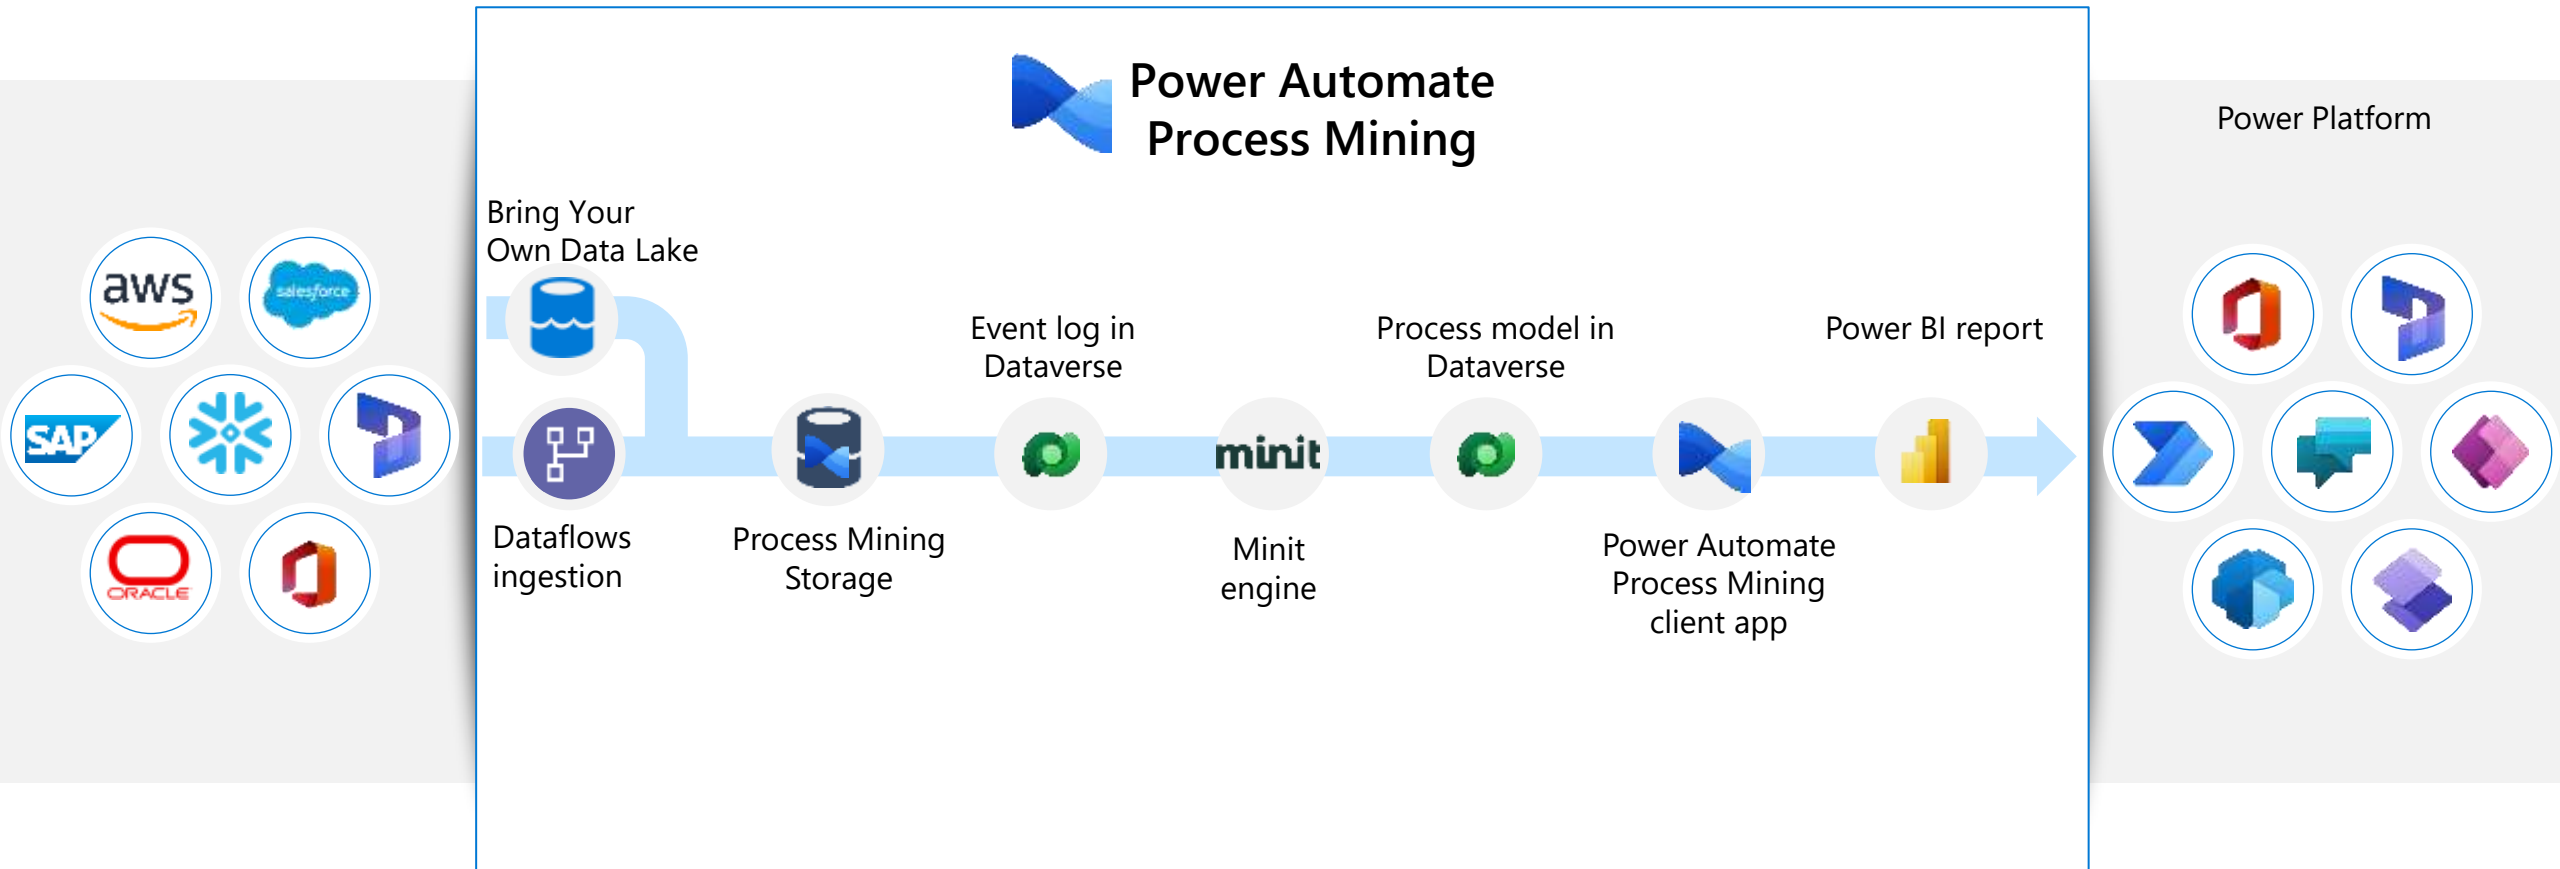 Power Automate
Process Mining
Power Platform
aws
salesforce
SAP
ORACLE
Bring Your
Own Data Lake
Dataflows
ingestion
Process Mining
Storage
Event log in
Dataverse
minit
Minit
engine
Process model in
Dataverse
Power Automate
Process Mining
client app
Power BI report